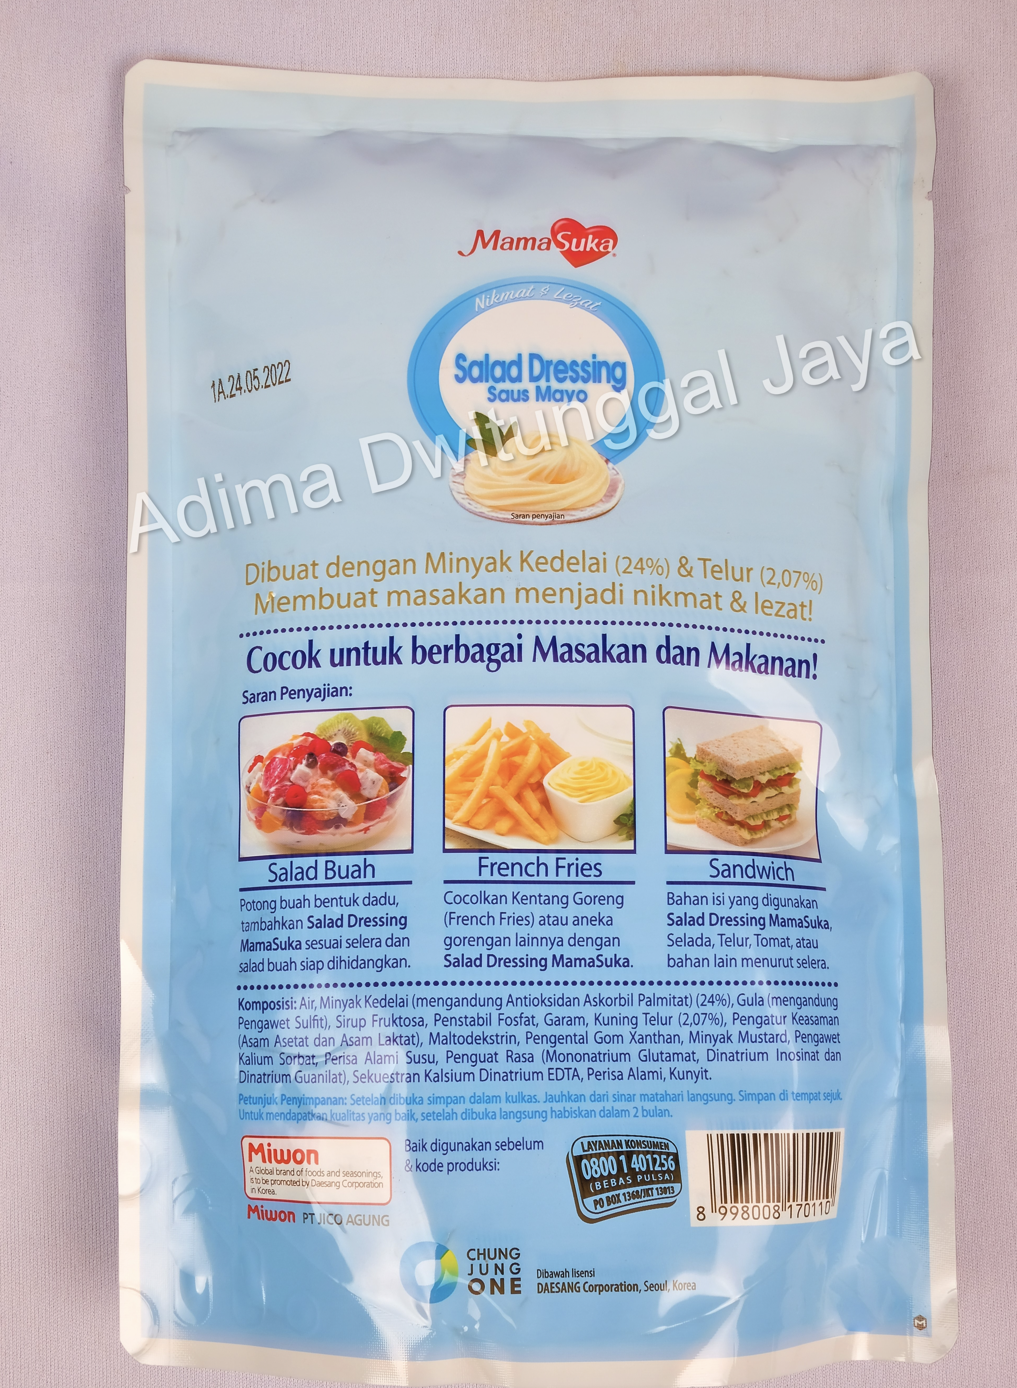 MamaSuka
Nikmat & Lezat
Salad Dressing
Saus Mayo
1A.24.05.2022
Adima Dwitunggal Jaya
Saran penyajian
Dibuat dengan Minyak Kedelai (24%) & Telur (2,07%)
Membuat masakan menjadi nikmat & lezat!
Cocok untuk berbagai Masakan dan Makanan!
Saran Penyajian:
Salad Buah
Potong buah bentuk dadu,
tambahkan Salad Dressing
MamaSuka sesuai selera dan
salad buah siap dihidangkan.
French Fries
Cocolkan Kentang Goreng
(French Fries) atau aneka
gorengan lainnya dengan
Salad Dressing MamaSuka.
Sandwich
Bahan isi yang digunakan
Salad Dressing MamaSuka,
Selada, Telur, Tomat, atau
bahan lain menurut selera.
Komposisi: Air, Minyak Kedelai (mengandung Antioksidan Askorbil Palmitat) (24%), Gula (mengandung
Pengawet Sulfit), Sirup Fruktosa, Penstabil Fosfat, Garam, Kuning Telur (2,07%), Pengatur Keasaman
(Asam Asetat dan Asam Laktat), Maltodekstrin, Pengental Gom Xanthan, Minyak Mustard, Pengawet
Kalium Sorbat, Perisa Alami Susu, Penguat Rasa (Mononatrium Glutamat, Dinatrium Inosinat dan
Dinatrium Guanilat), Sekuestran Kalsium Dinatrium EDTA, Perisa Alami, Kunyit.
Petunjuk Penyimpanan: Setelah dibuka simpan dalam kulkas. Jauhkan dari sinar matahari langsung. Simpan di tempat sejuk.
Untuk mendapatkan kualitas yang baik, setelah dibuka langsung habiskan dalam 2 bulan.
Miwon
A Global brand of foods and seasonings,
is to be promoted by Daesang Corporation
in Korea.
Miwon PT JICO AGUNG
Baik digunakan sebelum
& kode produksi:
LAYANAN KONSUMEN
0800 1 401256
(BEBAS PULSA)
PO BOX 1368/JKT 13013
8 998008 170110
CHUNG
JUNG
ONE
Dibawah lisensi
DAESANG Corporation, Seoul, Korea